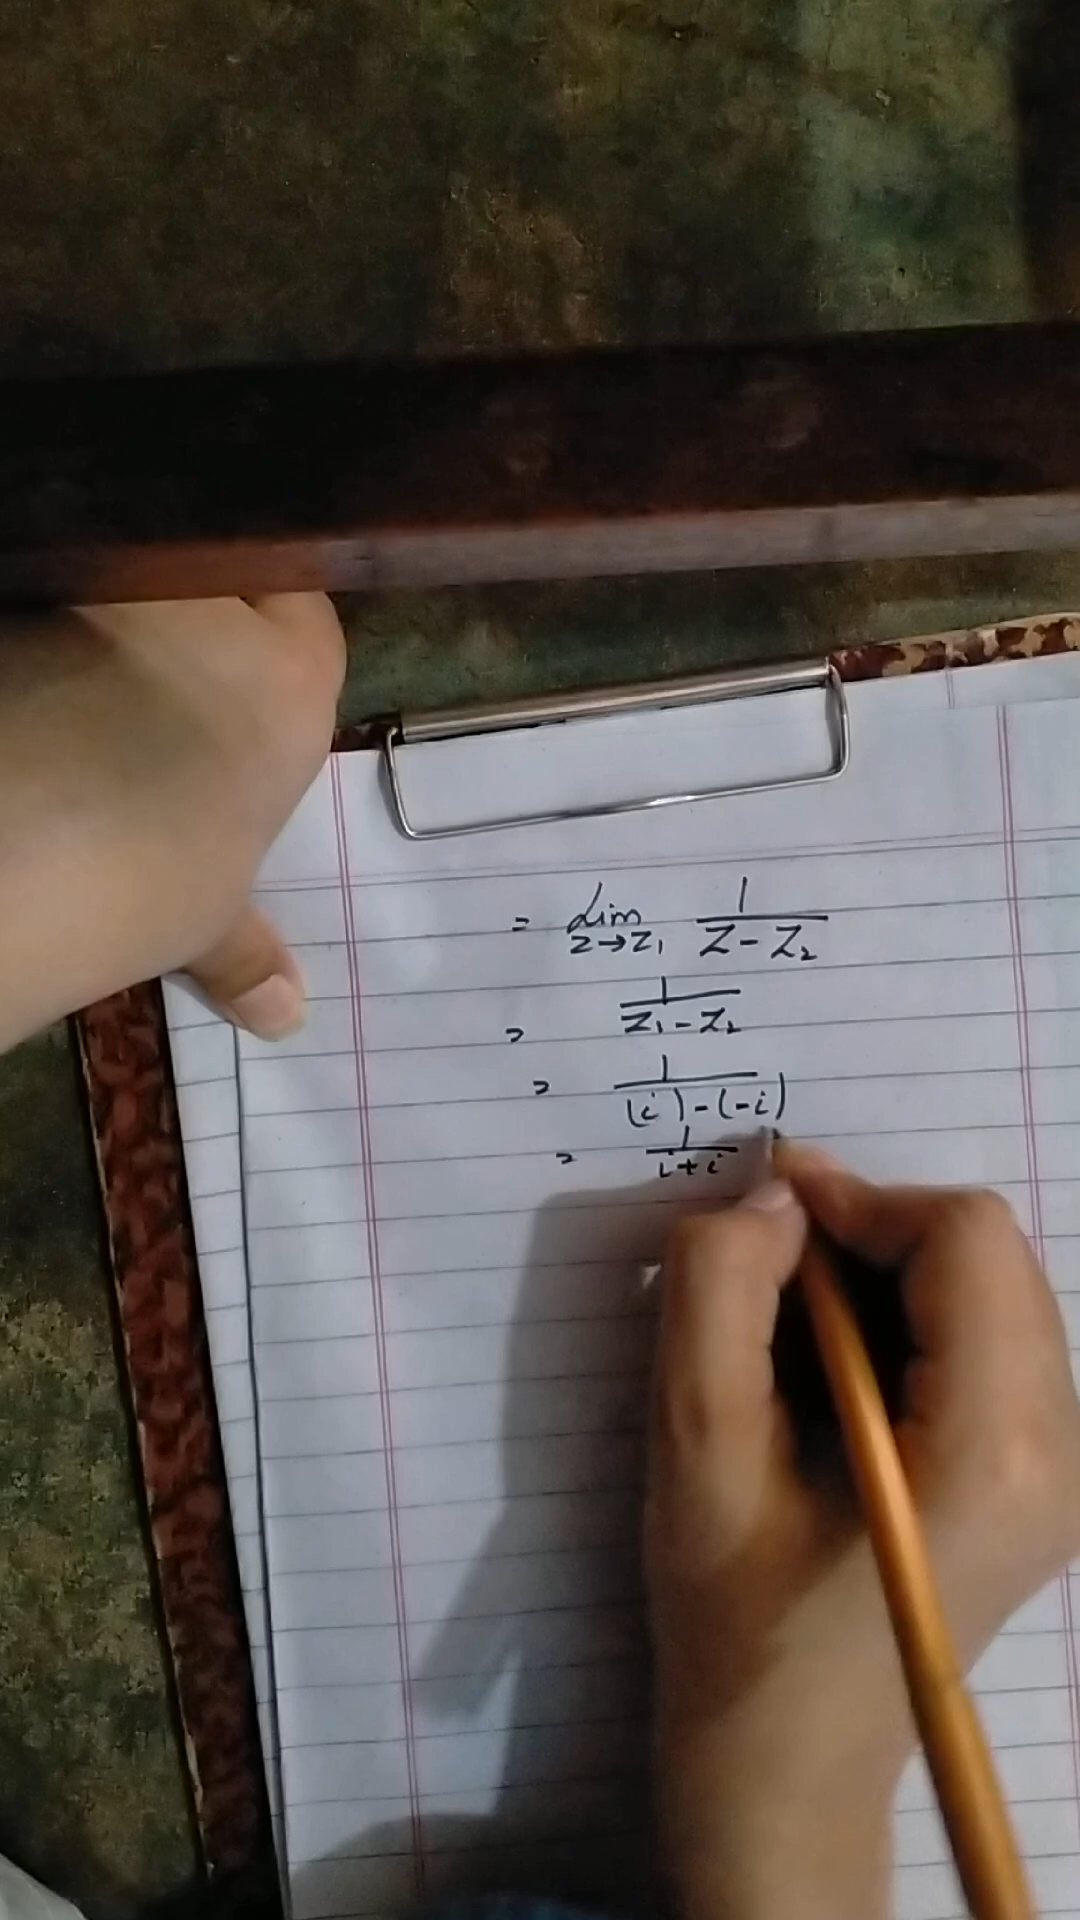 = Lim z→z₁ 1/(z - z₂)
= 1/(z₁ - z₂)
= 1/((i) - (-i))
= 1/(i + i)